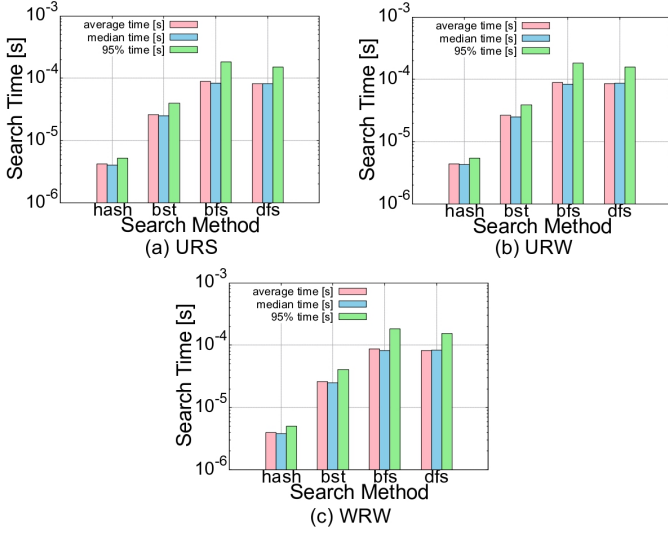 10^-3
10^-4
10^-5
10^-6
Search Time [s]
average time [s]
median time [s]
95% time [s]
hash bst bfs dfs
Search Method
(a) URS
10^-3
10^-4
10^-5
10^-6
Search Time [s]
average time [s]
median time [s]
95% time [s]
hash bst bfs dfs
Search Method
(b) URW
10^-3
10^-4
10^-5
10^-6
Search Time [s]
average time [s]
median time [s]
95% time [s]
hash bst bfs dfs
Search Method
(c) WRW